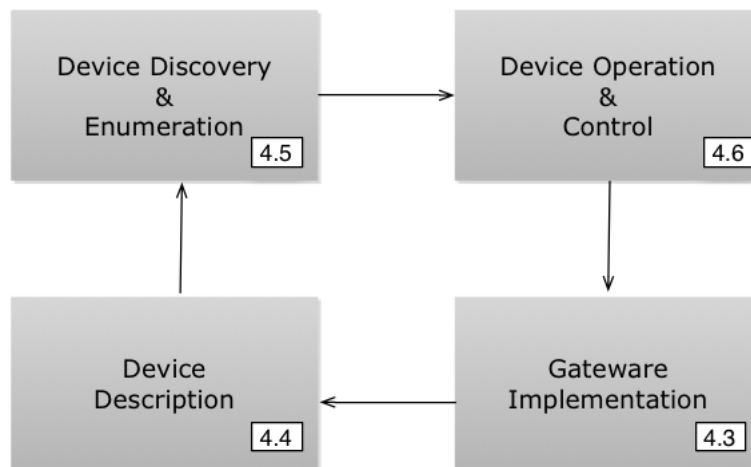 Device Discovery
&
Enumeration
4.5
Device Operation
&
Control
4.6
Device
Description
4.4
Gateware
Implementation
4.3